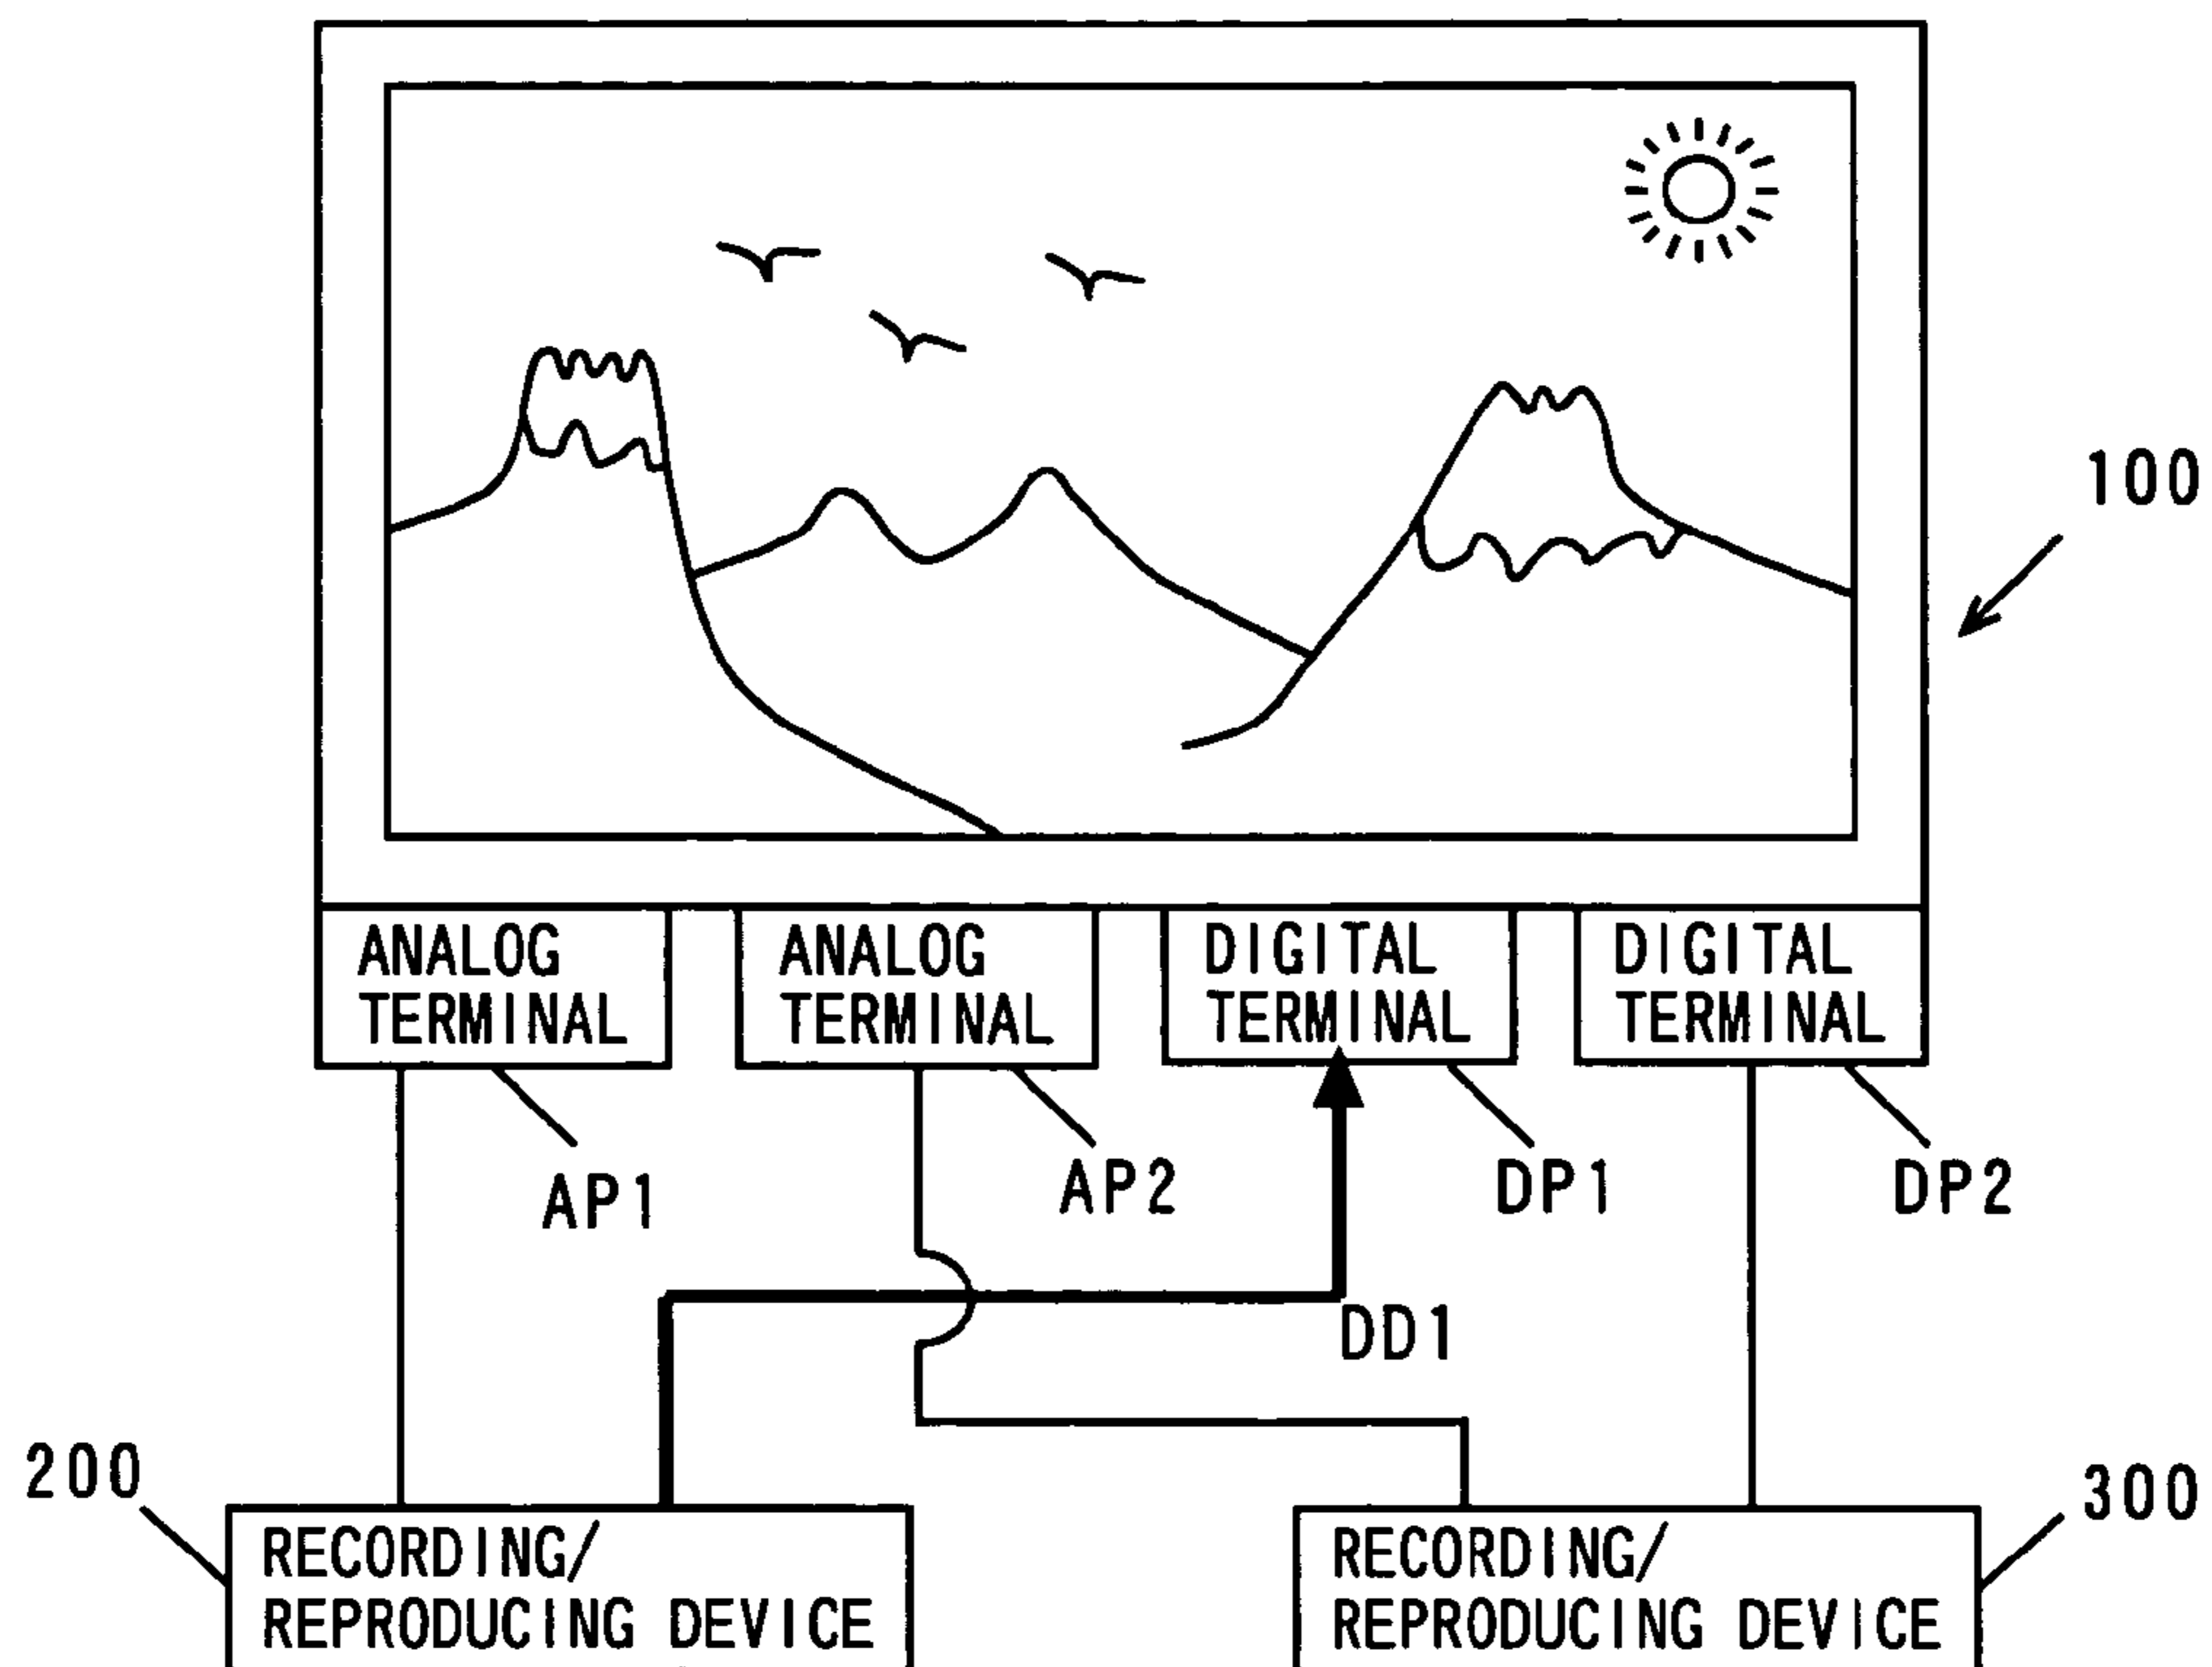 100
ANALOG
TERMINAL
ANALOG
TERMINAL
DIGITAL
TERMINAL
DIGITAL
TERMINAL
AP1
AP2
DP1
DP2
DD1
200
300
RECORDING/
REPRODUCING DEVICE
RECORDING/
REPRODUCING DEVICE